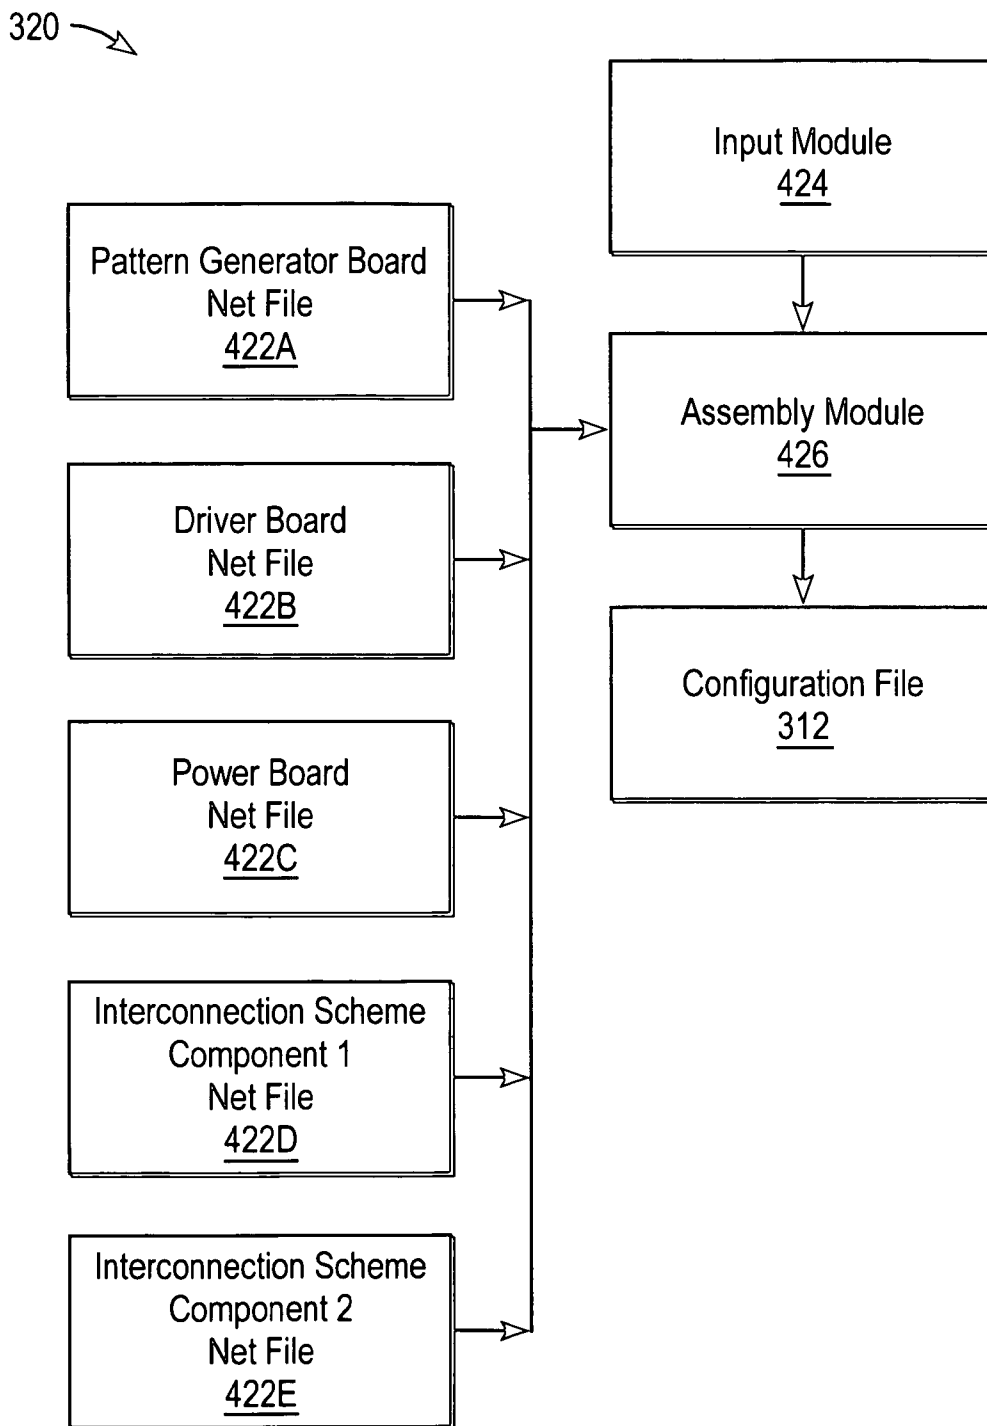 320
Input Module
424
Pattern Generator Board
Net File
422A
Assembly Module
426
Driver Board
Net File
422B
Configuration File
312
Power Board
Net File
422C
Interconnection Scheme
Component 1
Net File
422D
Interconnection Scheme
Component 2
Net File
422E